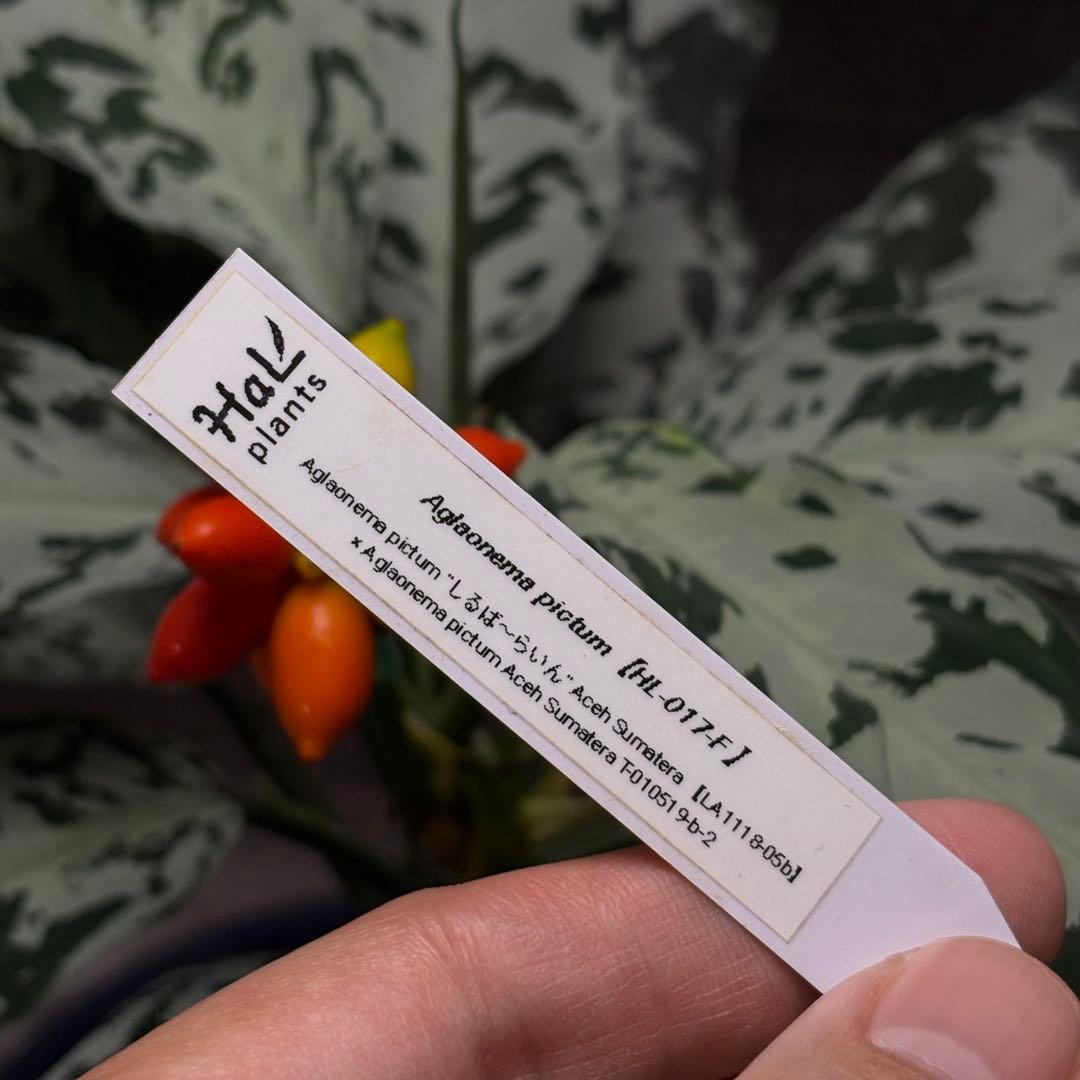 HaL
plants
Aglaonema pictum【HL-017-F】
Aglaonema pictum "しるば～らいん" Aceh Sumatera【LA1118-05b】
x Aglaonema pictum Aceh Sumatera T-010519-b-2